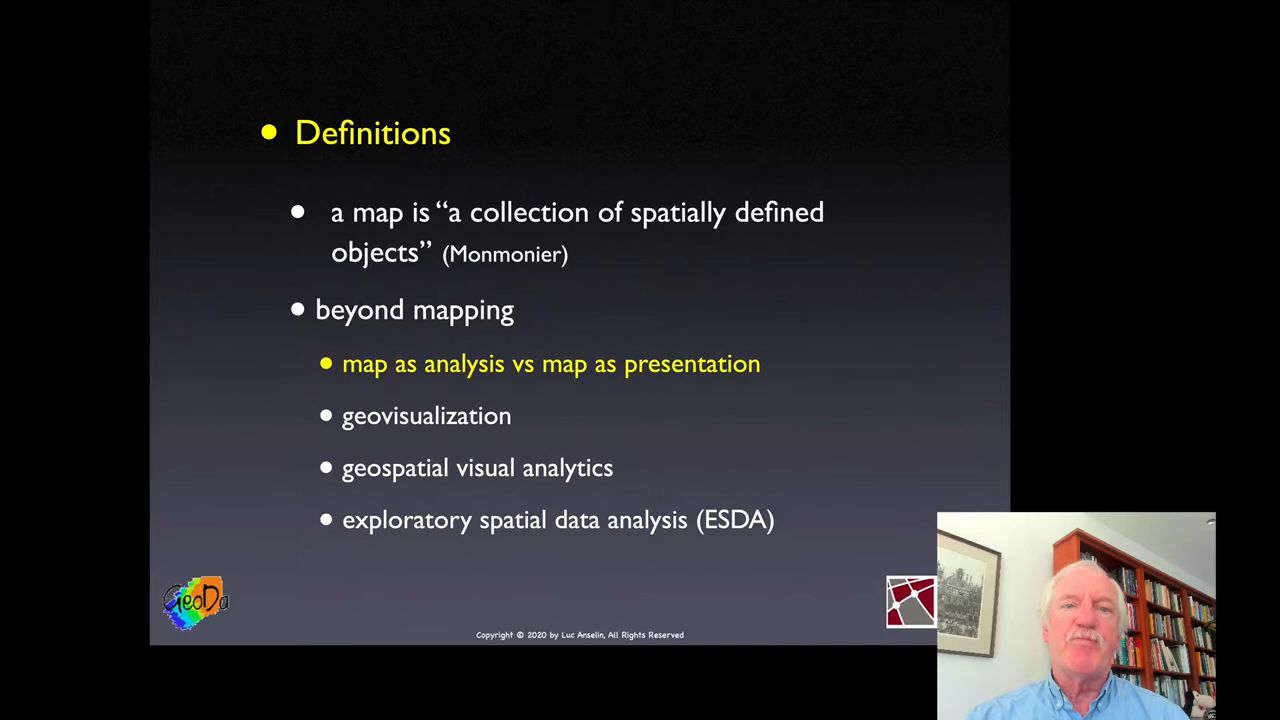 • Definitions
• a map is “a collection of spatially defined
objects” (Monmonier)
• beyond mapping
• map as analysis vs map as presentation
• geovisualization
• geospatial visual analytics
• exploratory spatial data analysis (ESDA)
GeoDa
Copyright © 2020 by Luc Anselin, All Rights Reserved